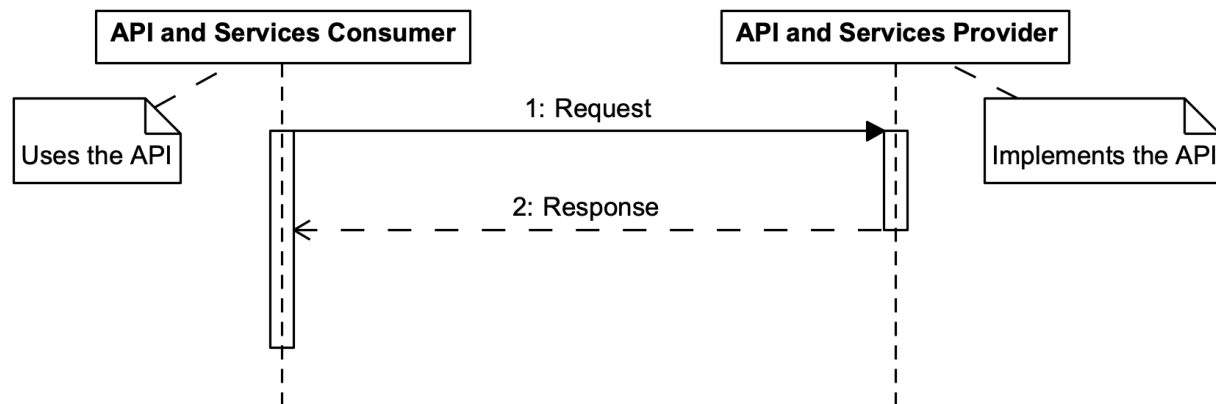 API and Services Consumer
API and Services Provider
1: Request
Uses the API
Implements the API
2: Response